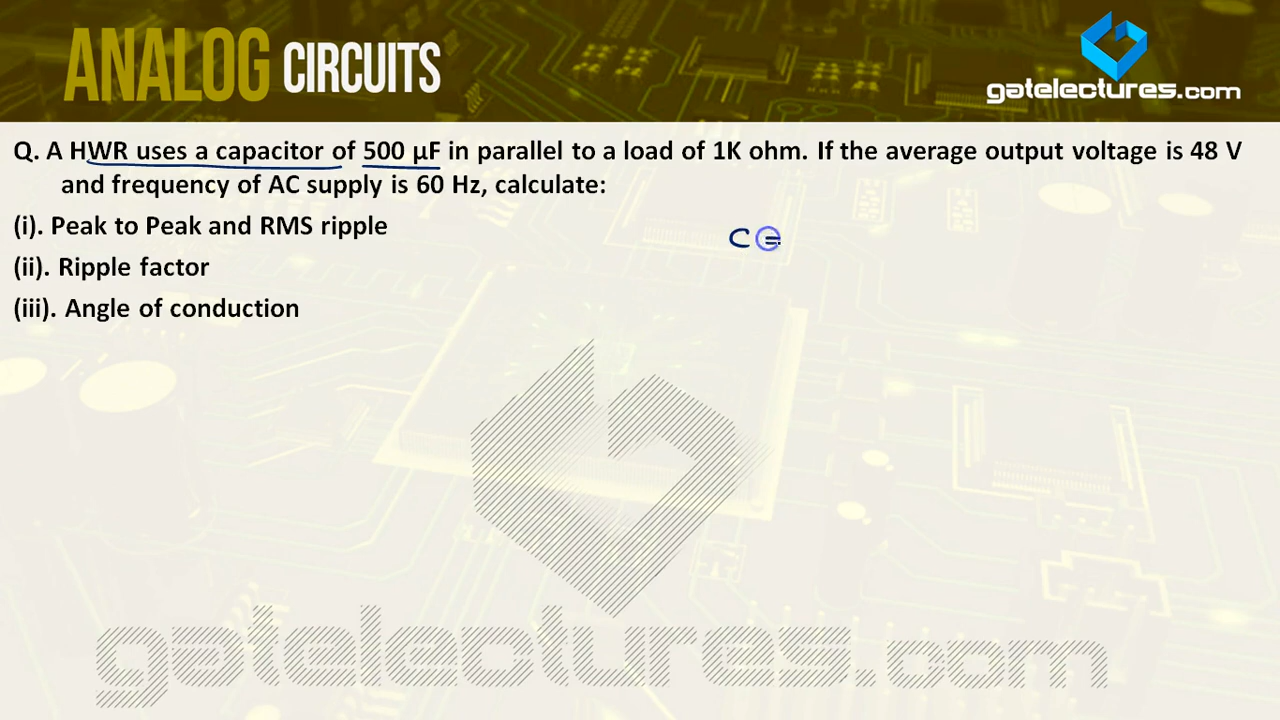 ANALOG CIRCUITS
gatelectures.com
Q. A HWR uses a capacitor of 500 μF in parallel to a load of 1K ohm. If the average output voltage is 48 V
and frequency of AC supply is 60 Hz, calculate:
(i). Peak to Peak and RMS ripple
C =
(ii). Ripple factor
(iii). Angle of conduction
gatelectures.com